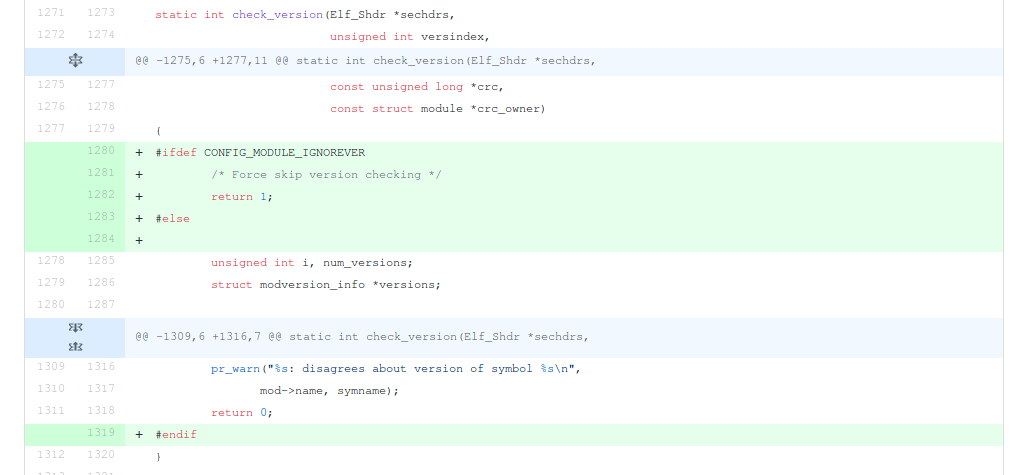 1271 1273 static int check_version(Elf_Shdr *sechdrs,
1272 1274 unsigned int versindex,
@@ -1275,6 +1277,11 @@ static int check_version(Elf_Shdr *sechdrs,
1275 1277 const unsigned long *crc,
1276 1278 const struct module *crc_owner)
1277 1279 {
1280 + #ifdef CONFIG_MODULE_IGNOREVER
1281 + /* Force skip version checking */
1282 + return 1;
1283 + #else
1284 +
1278 1285 unsigned int i, num_versions;
1279 1286 struct modversion_info *versions;
1280 1287
@@ -1309,6 +1316,7 @@ static int check_version(Elf_Shdr *sechdrs,
1309 1316 pr_warn("%s: disagrees about version of symbol %s\n",
1310 1317 mod->name, symname);
1311 1318 return 0;
1319 + #endif
1312 1320 }